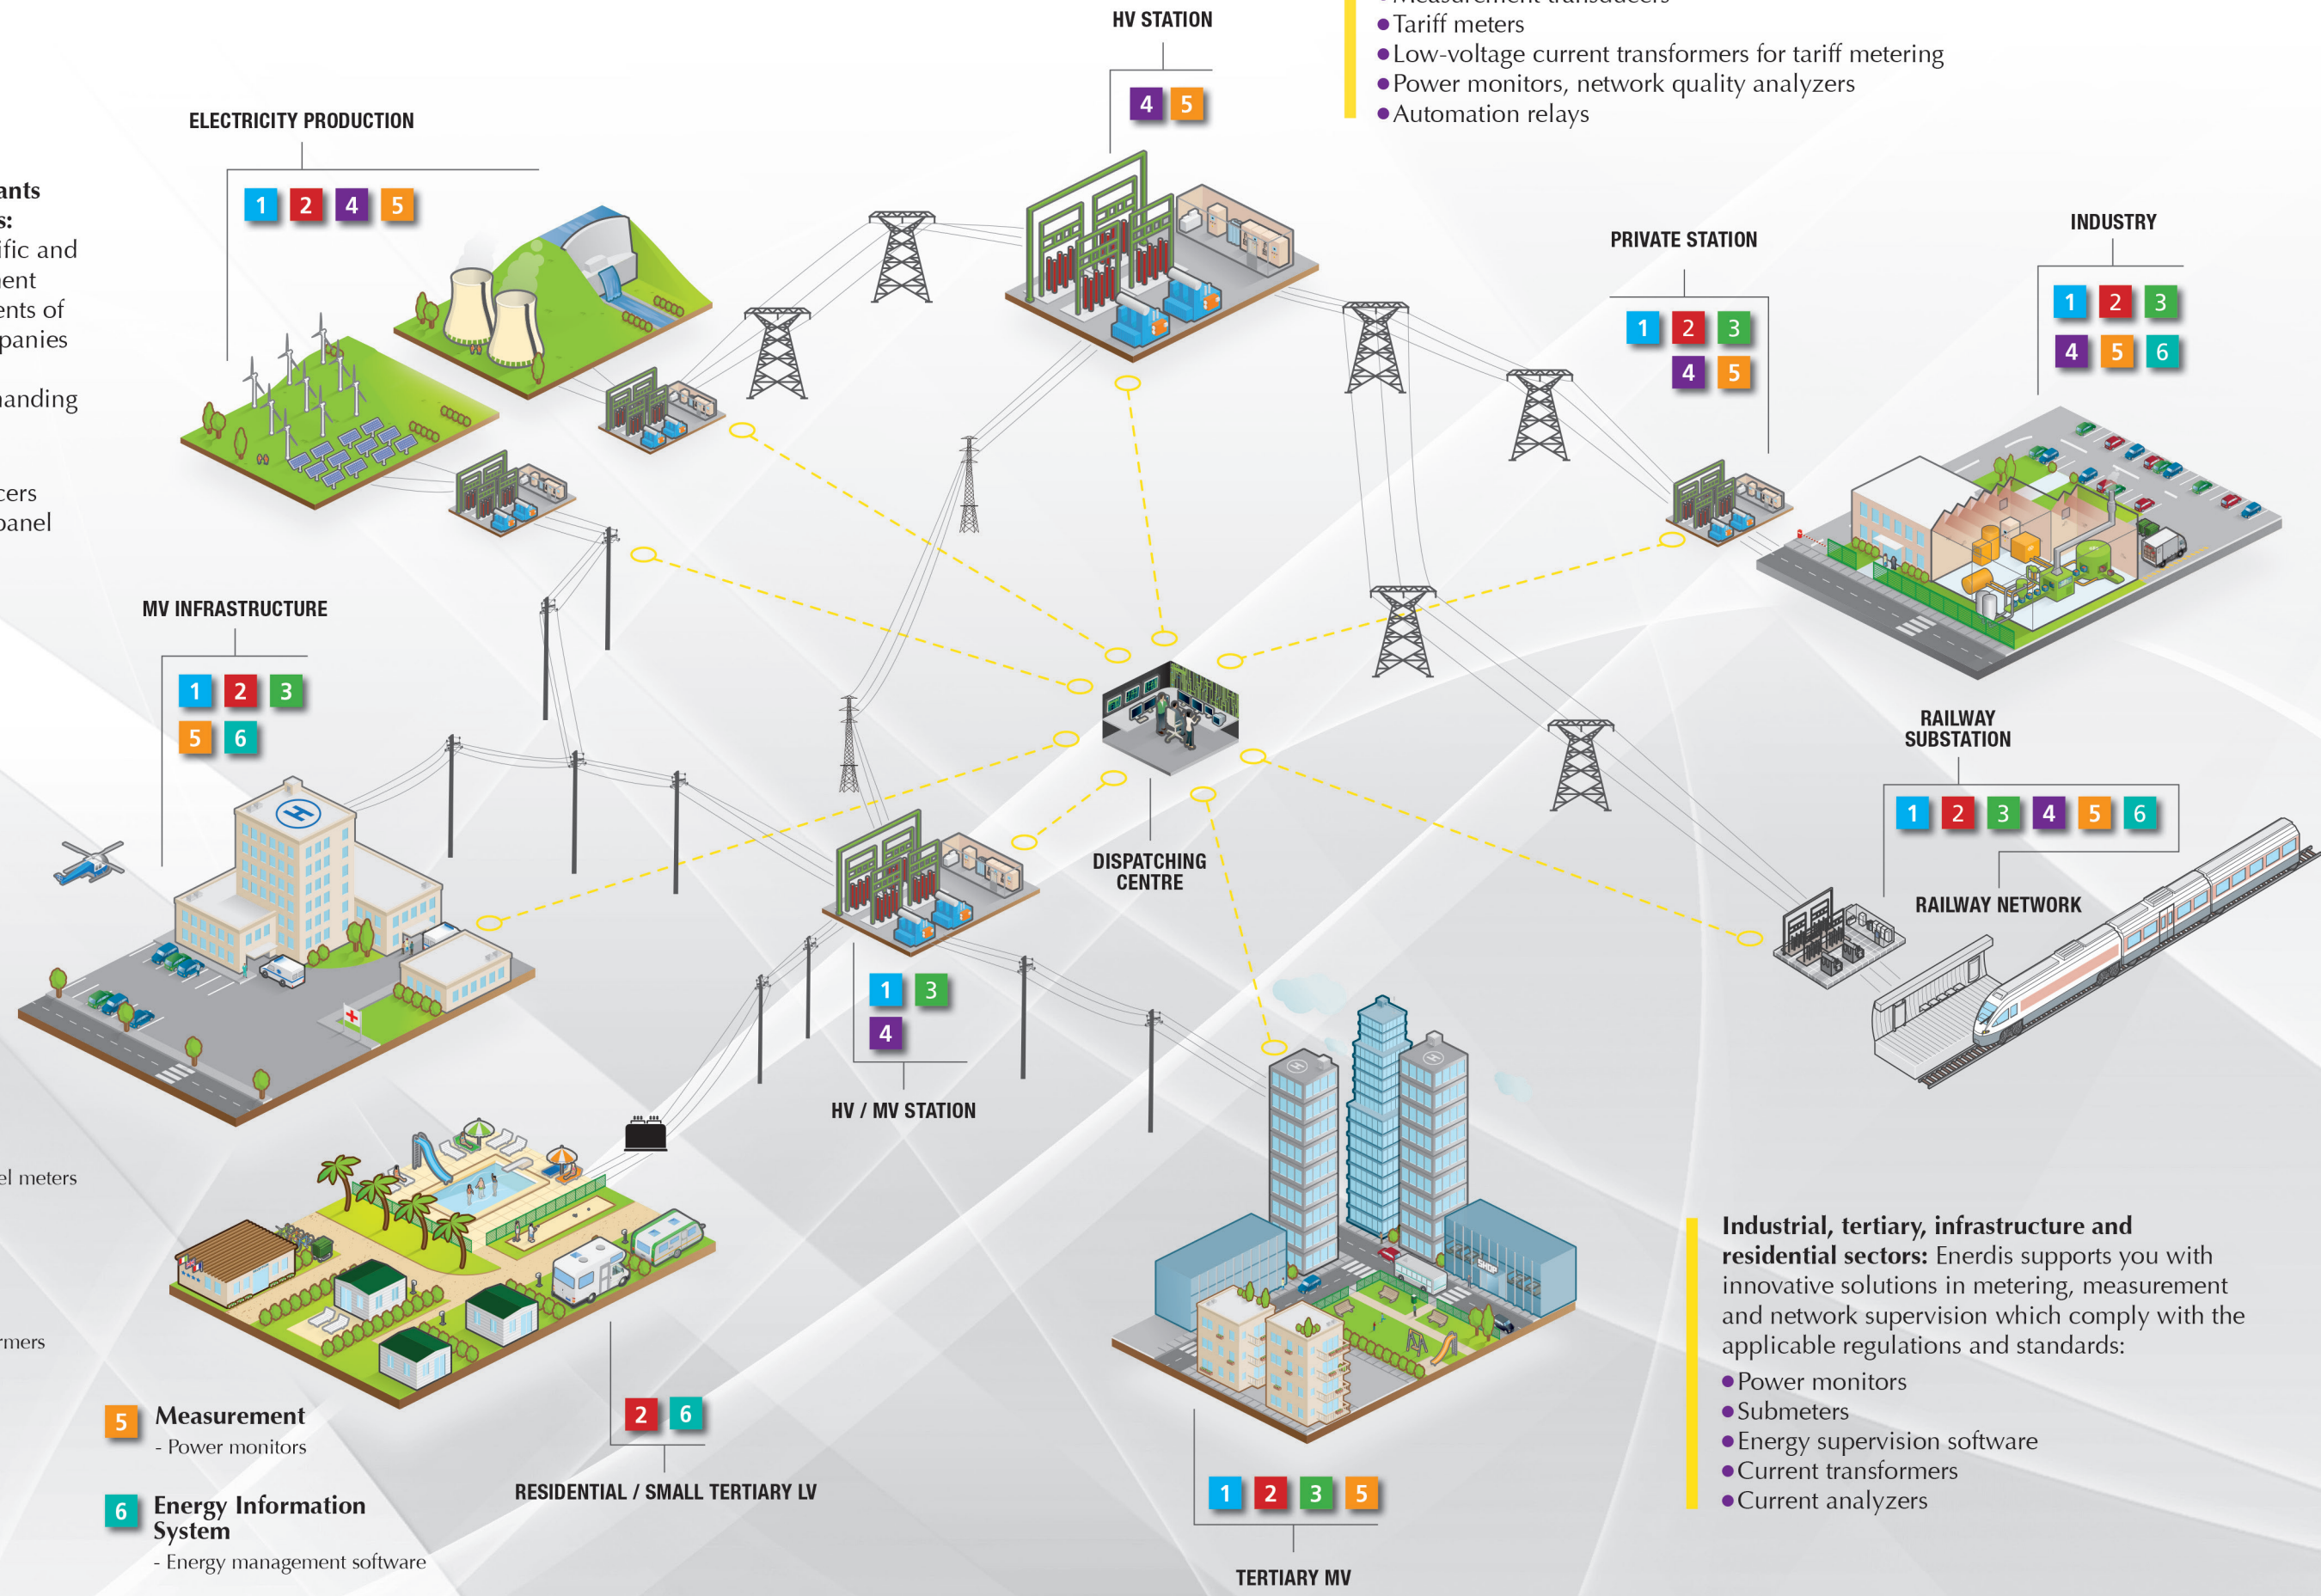 HV STATION
4 5
● Tariff meters
● Low-voltage current transformers for tariff metering
● Power monitors, network quality analyzers
● Automation relays
ELECTRICITY PRODUCTION
1 2 4 5
PRIVATE STATION
1 2 3
4 5
INDUSTRY
1 2 3
4 5 6
and
of
MV INFRASTRUCTURE
1 2 3
5 6
H
DISPATCHING
CENTRE
RAILWAY
SUBSTATION
1 2 3 4 5 6
RAILWAY NETWORK
1 3
4
HV / MV STATION
meters
H
H
SHOP
2 6
RESIDENTIAL / SMALL TERTIARY LV
5 Measurement
- Power monitors
6 Energy Information
System
- Energy management software
1 2 3 5
TERTIARY MV
Industrial, tertiary, infrastructure and
residential sectors: Enerdis supports you with
innovative solutions in metering, measurement
and network supervision which comply with the
applicable regulations and standards:
● Power monitors
● Submeters
● Energy supervision software
● Current transformers
● Current analyzers